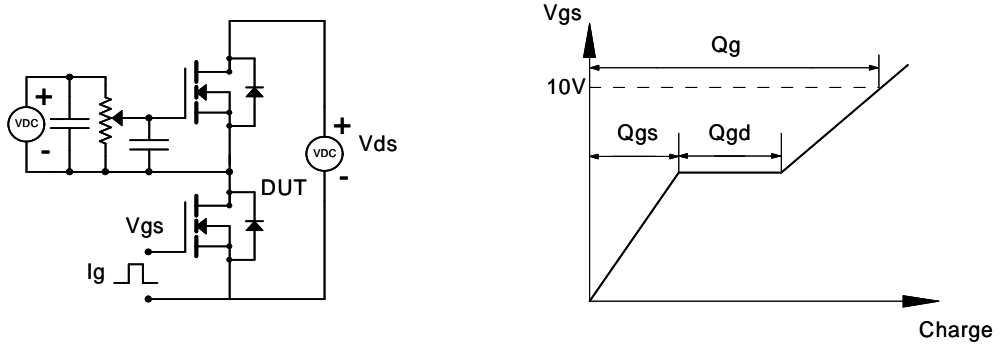 +
VDC
-
+
VDC
-
Vds
DUT
Vgs
Ig
Vgs
Qg
10V
Qgs
Qgd
Charge